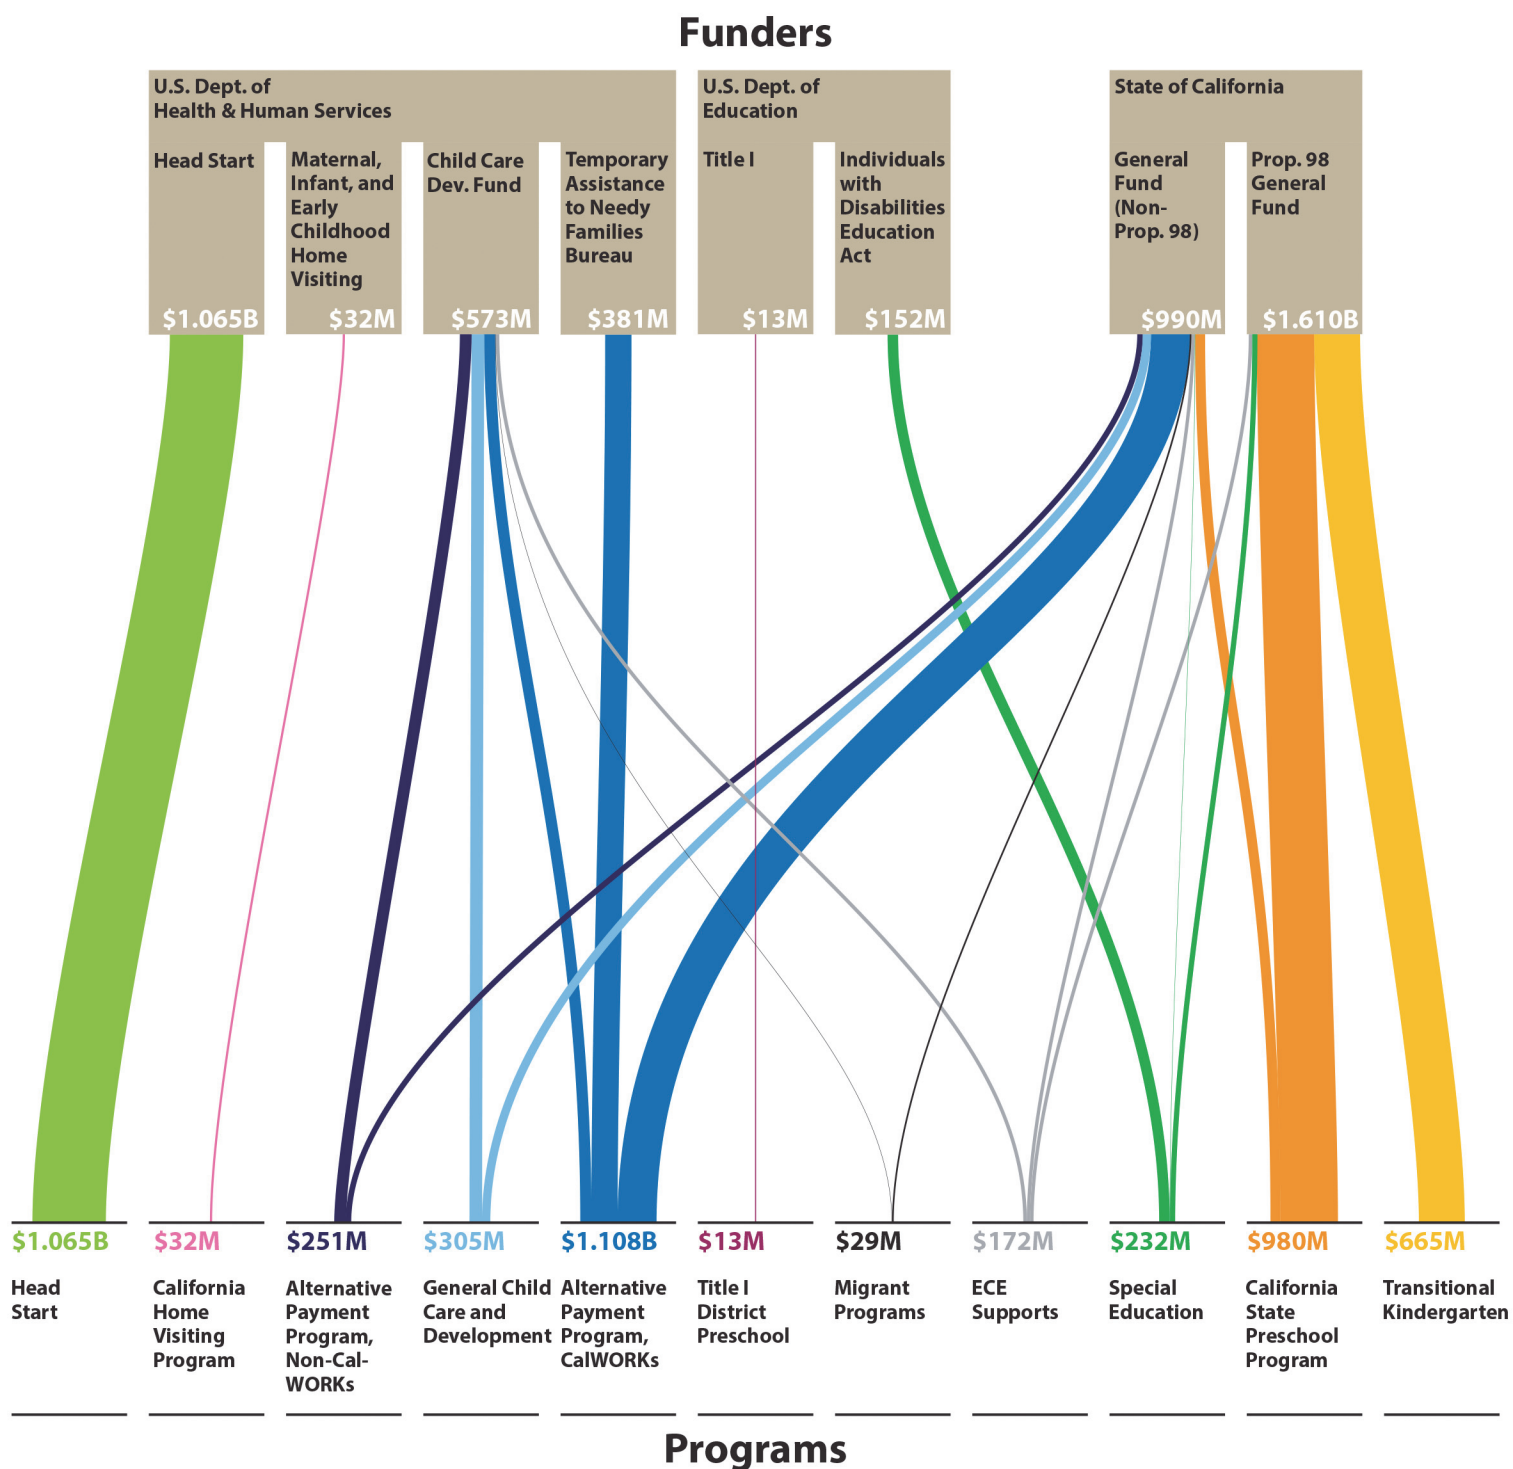 Funders
U.S. Dept. of
Health & Human Services
Head Start
$1.065B
Maternal,
Infant, and
Early
Childhood
Home
Visiting
$32M
Child Care
Dev. Fund
$573M
Temporary
Assistance
to Needy
Families
Bureau
$381M
U.S. Dept. of
Education
Title I
$13M
Individuals
with
Disabilities
Education
Act
$152M
State of California
General
Fund
(Non-
Prop. 98)
$990M
Prop. 98
General
Fund
$1.610B
$1.065B
Head
Start
$32M
California
Home
Visiting
Program
$251M
Alternative
Payment
Program,
Non-Cal-
WORKs
$305M
General Child
Care and
Development
$1.108B
Alternative
Payment
Program,
CalWORKs
$13M
Title I
District
Preschool
$29M
Migrant
Programs
$172M
ECE
Supports
$232M
Special
Education
$980M
California
State
Preschool
Program
$665M
Transitional
Kindergarten
Programs